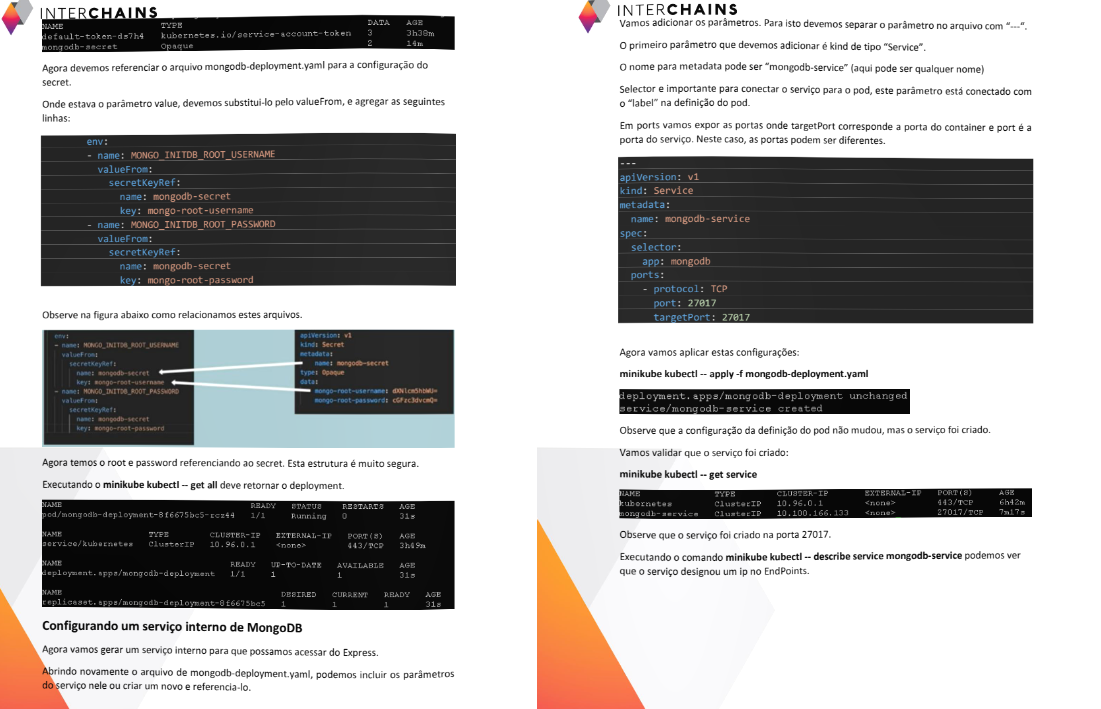 INTERCHAINS
NAME TYPE DATA AGE
default-token-ds7h4 kubernetes.io/service-account-token 3 3h38m
mongodb-secret Opaque 2 14m
Agora devemos referenciar o arquivo mongodb-deployment.yaml para a configuração do
secret.
Onde estava o parâmetro value, devemos substitui-lo pelo valueFrom, e agregar as seguintes
linhas:
env:
- name: MONGO_INITDB_ROOT_USERNAME
valueFrom:
secretKeyRef:
name: mongodb-secret
key: mongo-root-username
- name: MONGO_INITDB_ROOT_PASSWORD
valueFrom:
secretKeyRef:
name: mongodb-secret
key: mongo-root-password
Observe na figura abaixo como relacionamos estes arquivos.
env:
- name: MONGO_INITDB_ROOT_USERNAME
valueFrom:
secretKeyRef:
name: mongodb-secret
key: mongo-root-username
- name: MONGO_INITDB_ROOT_PASSWORD
valueFrom:
secretKeyRef:
name: mongodb-secret
key: mongo-root-password
apiVersion: v1
kind: Secret
metadata:
name: mongodb-secret
type: Opaque
data:
mongo-root-username: dXNlcm5hbWU=
mongo-root-password: cGFzc3dvcmQ=
Agora temos o root e password referenciando ao secret. Esta estrutura é muito segura.
Executando o minikube kubectl -- get all deve retornar o deployment.
NAME READY STATUS RESTARTS AGE
pod/mongodb-deployment-8f6675bc5-rcz44 1/1 Running 0 31s
NAME TYPE CLUSTER-IP EXTERNAL-IP PORT(S) AGE
service/kubernetes ClusterIP 10.96.0.1 <none> 443/TCP 3h49m
NAME READY UP-TO-DATE AVAILABLE AGE
deployment.apps/mongodb-deployment 1/1 1 1 31s
NAME DESIRED CURRENT READY AGE
replicaset.apps/mongodb-deployment-8f6675bc5 1 1 1 31s
Configurando um serviço interno de MongoDB
Agora vamos gerar um serviço interno para que possamos acessar do Express.
Abrindo novamente o arquivo de mongodb-deployment.yaml, podemos incluir os parâmetros
do serviço nele ou criar um novo e referencia-lo.
INTERCHAINS
Vamos adicionar os parâmetros. Para isto devemos separar o parâmetro no arquivo com "---".
O primeiro parâmetro que devemos adicionar é kind de tipo "Service".
O nome para metadata pode ser "mongodb-service" (aqui pode ser qualquer nome)
Selector e importante para conectar o serviço para o pod, este parâmetro está conectado com
o "label" na definição do pod.
Em ports vamos expor as portas onde targetPort corresponde a porta do container e port é a
porta do serviço. Neste caso, as portas podem ser diferentes.
---
apiVersion: v1
kind: Service
metadata:
name: mongodb-service
spec:
selector:
app: mongodb
ports:
- protocol: TCP
port: 27017
targetPort: 27017
Agora vamos aplicar estas configurações:
minikube kubectl -- apply -f mongodb-deployment.yaml
deployment.apps/mongodb-deployment unchanged
service/mongodb-service created
Observe que a configuração da definição do pod não mudou, mas o serviço foi criado.
Vamos validar que o serviço foi criado:
minikube kubectl -- get service
NAME TYPE CLUSTER-IP EXTERNAL-IP PORT(S) AGE
kubernetes ClusterIP 10.96.0.1 <none> 443/TCP 6h42m
mongodb-service ClusterIP 10.100.166.133 <none> 27017/TCP 7m17s
Observe que o serviço foi criado na porta 27017.
Executando o comando minikube kubectl -- describe service mongodb-service podemos ver
que o serviço designou um ip no EndPoints.